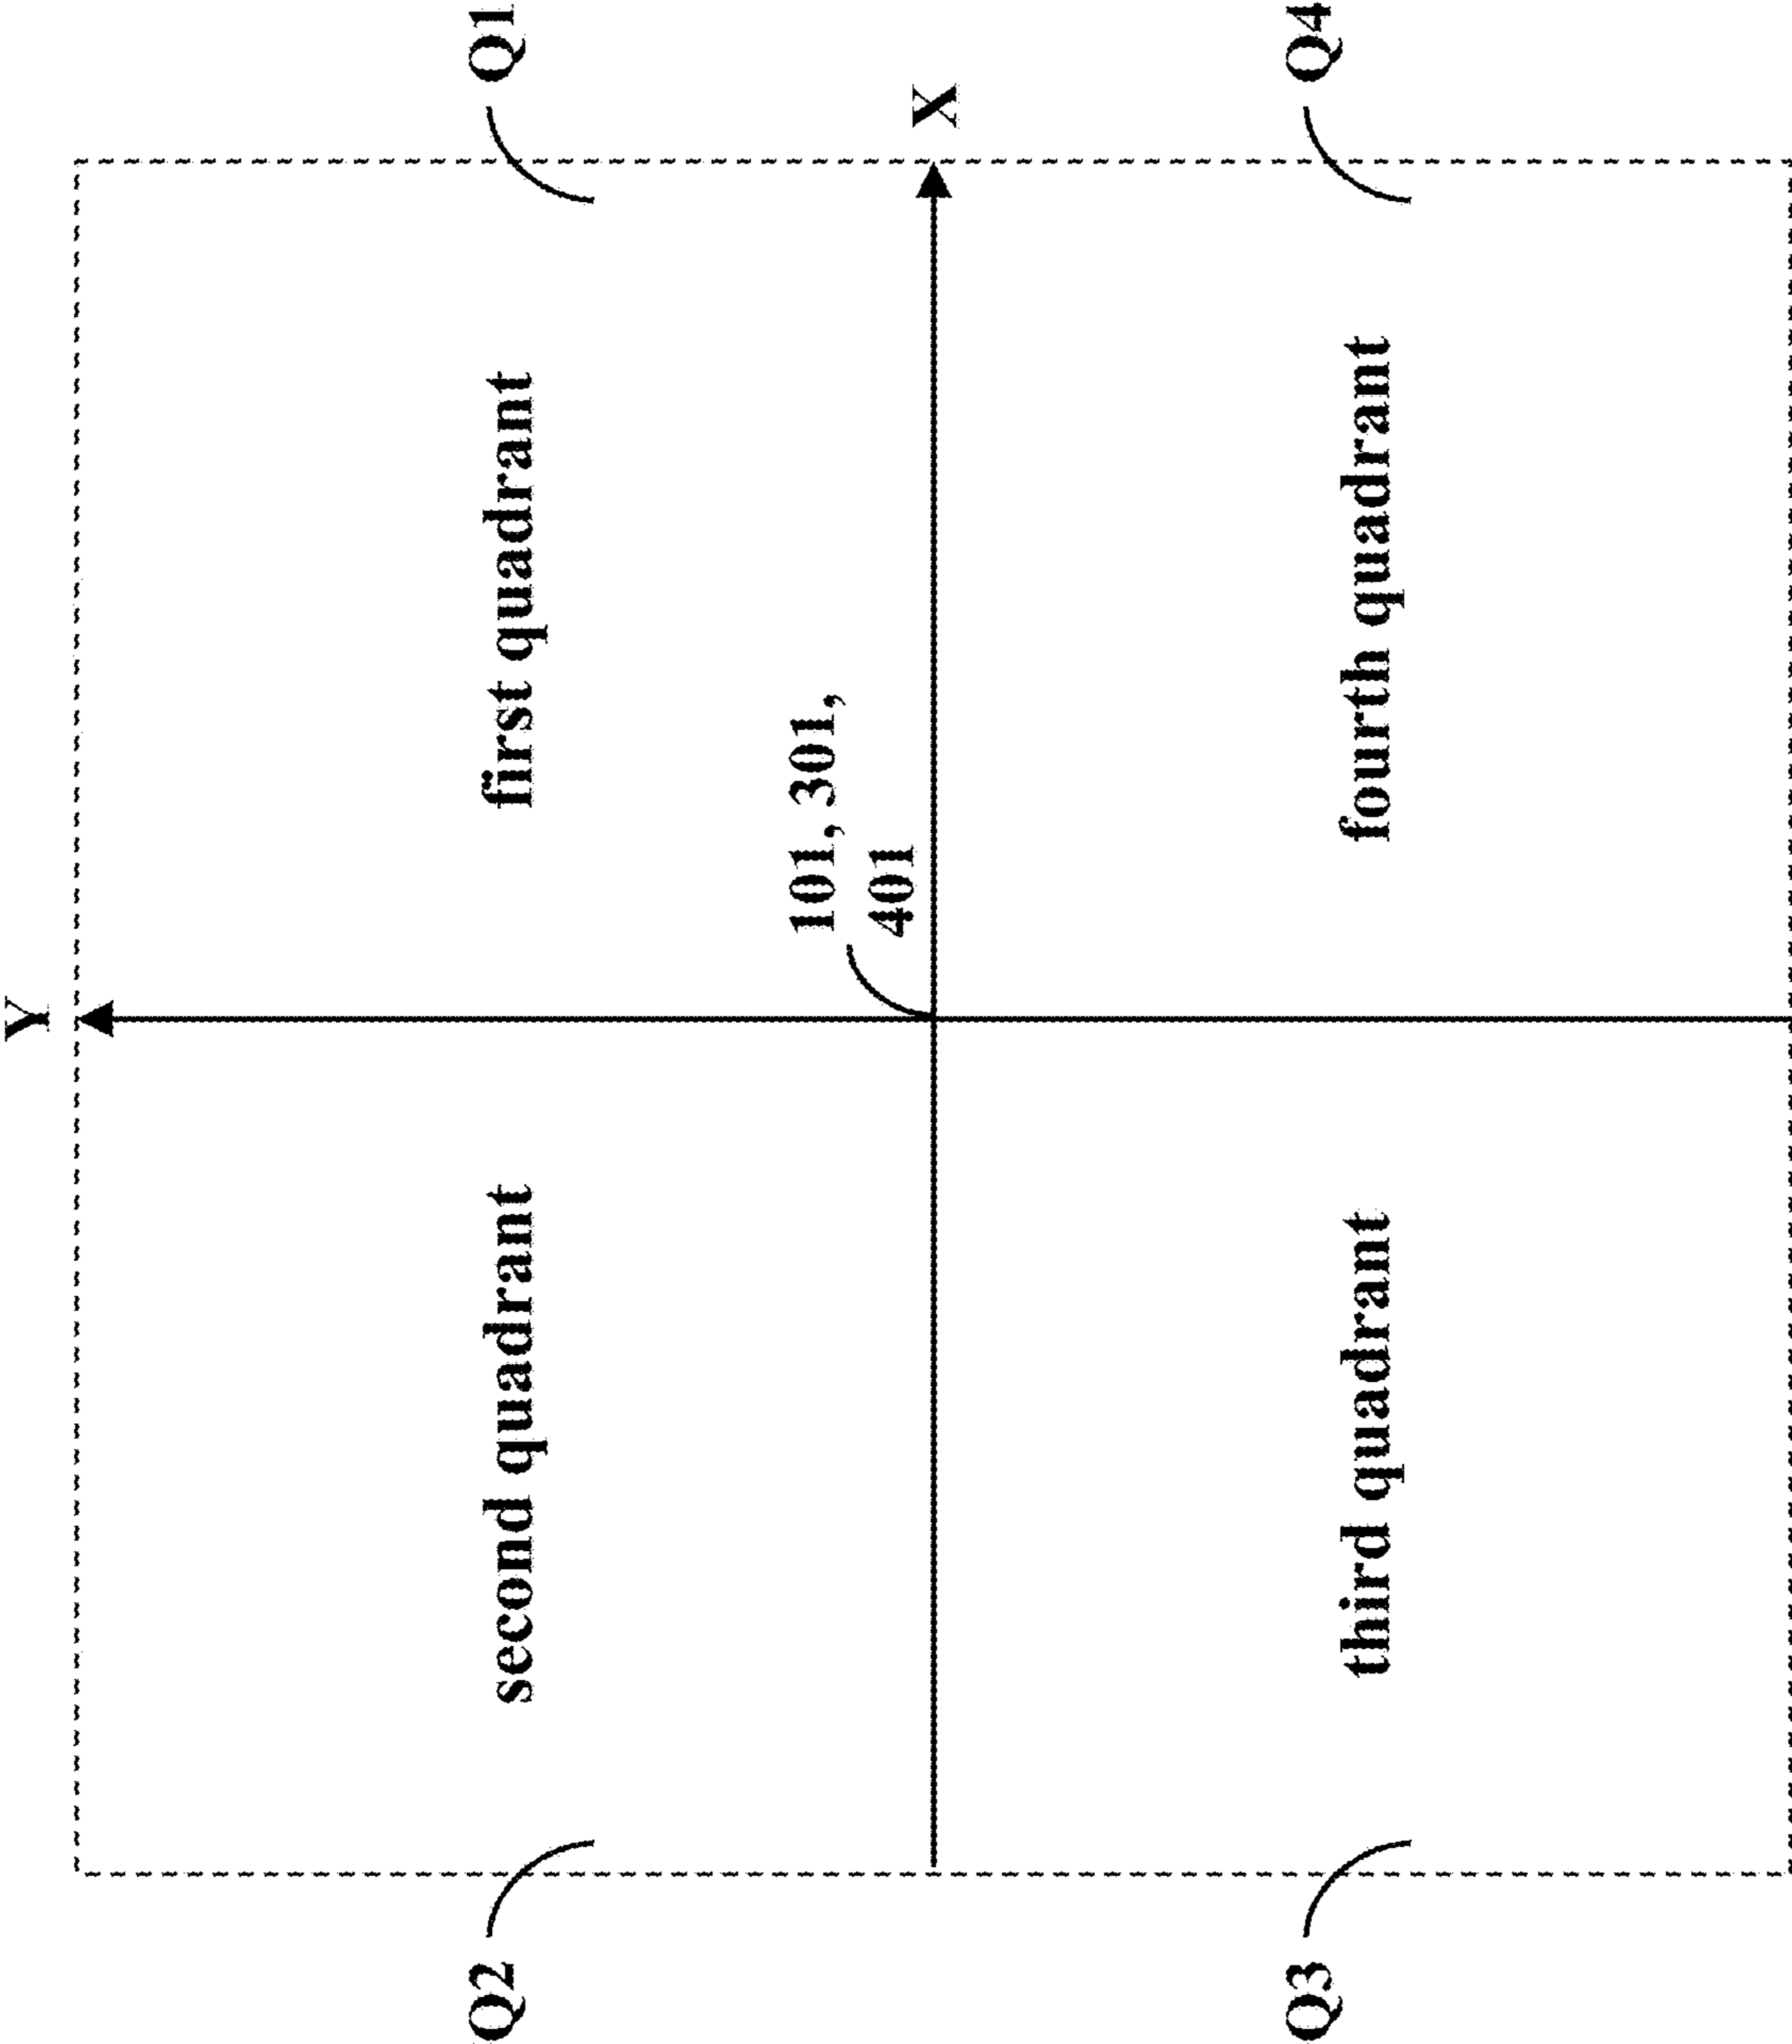 Y
Q2
second quadrant
first quadrant
Q1
101, 301,
401
X
Q3
third quadrant
fourth quadrant
Q4